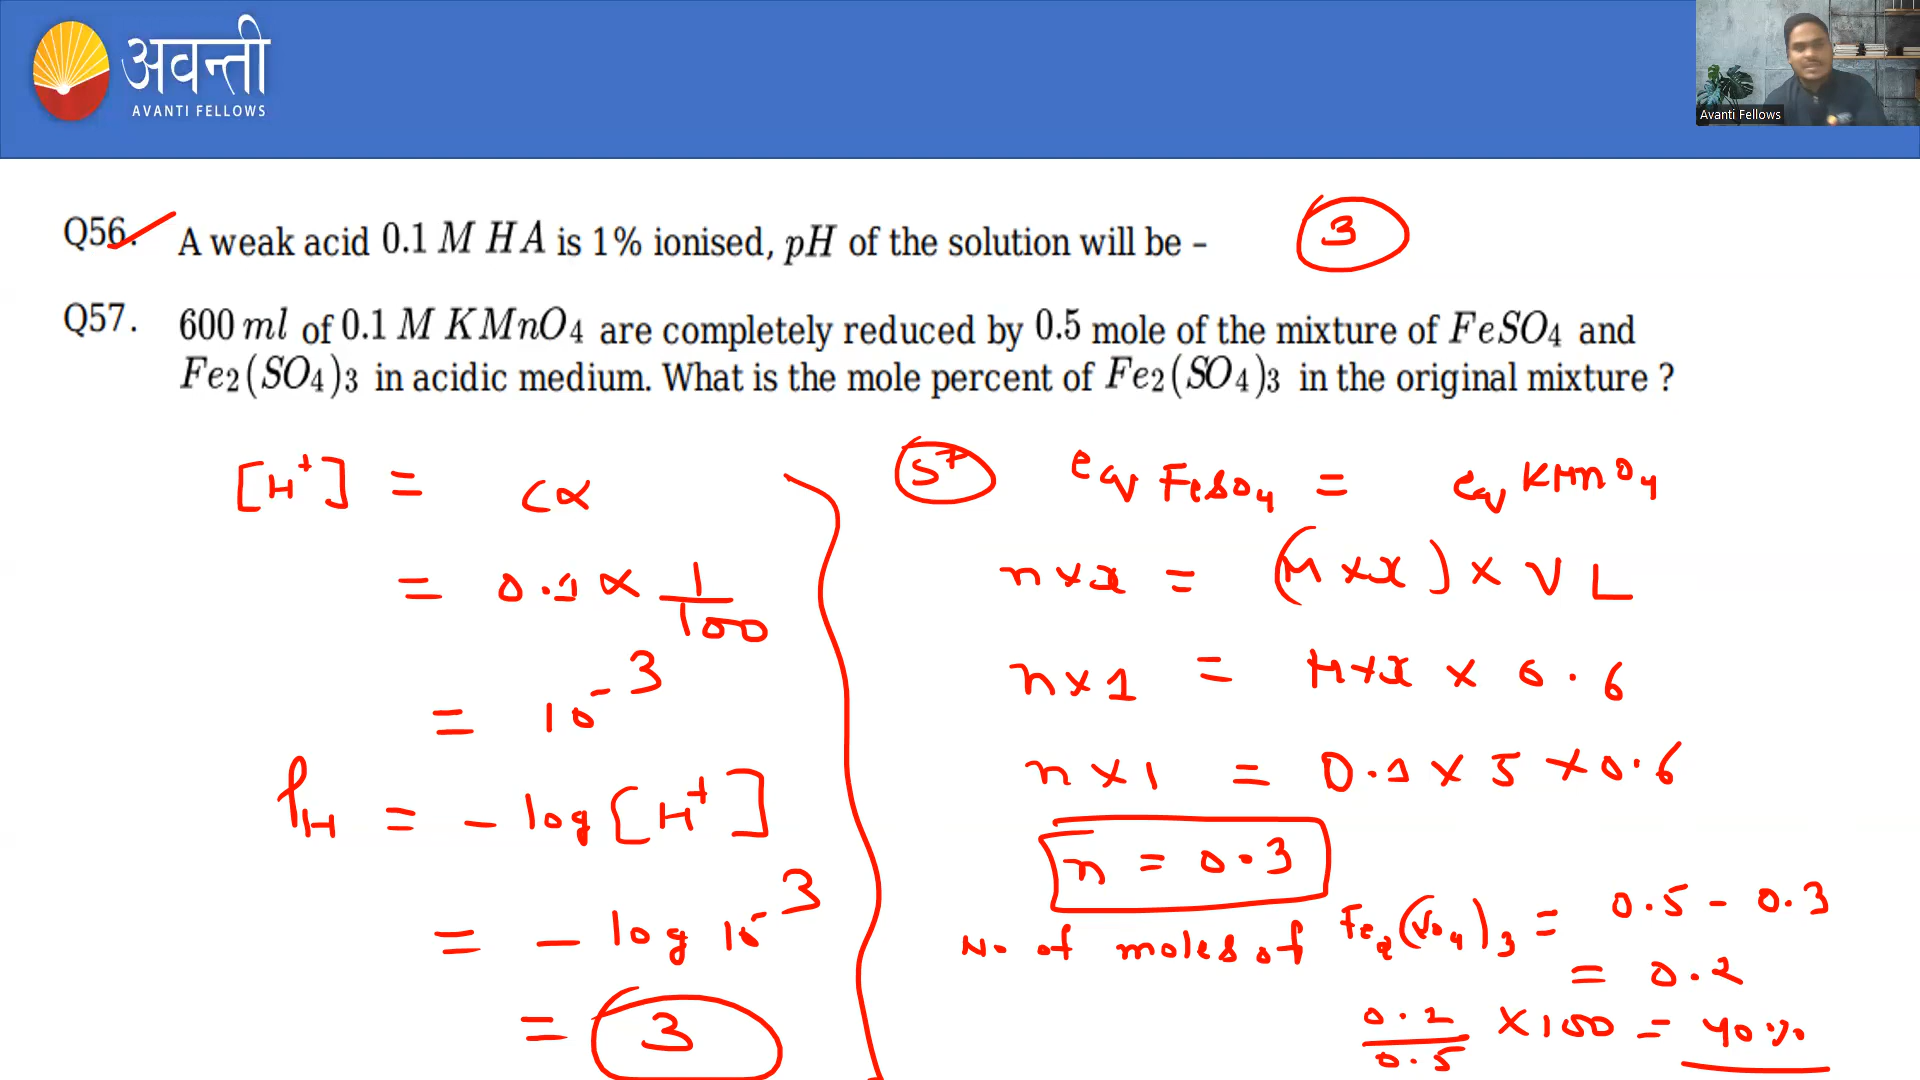 अवन्ती
AVANTI FELLOWS
Avanti Fellows
Q56. A weak acid 0.1 M HA is 1% ionised, pH of the solution will be –
3
Q57. 600 ml of 0.1 M KMnO4 are completely reduced by 0.5 mole of the mixture of FeSO4 and
Fe2(SO4)3 in acidic medium. What is the mole percent of Fe2(SO4)3 in the original mixture ?
[H+] = Cα
= 0.1 × 1/100
= 10^-3
pH = - log [H+]
= - log 10^-3
= 3
5+
eq FeSO4 = eq KMnO4
n × x = (M × x) × V L
n × 1 = M × x × 0.6
n × 1 = 0.1 × 5 × 0.6
n = 0.3
No of moles of Fe2(SO4)3 = 0.5 - 0.3
= 0.2
0.2/0.5 × 100 = 40%